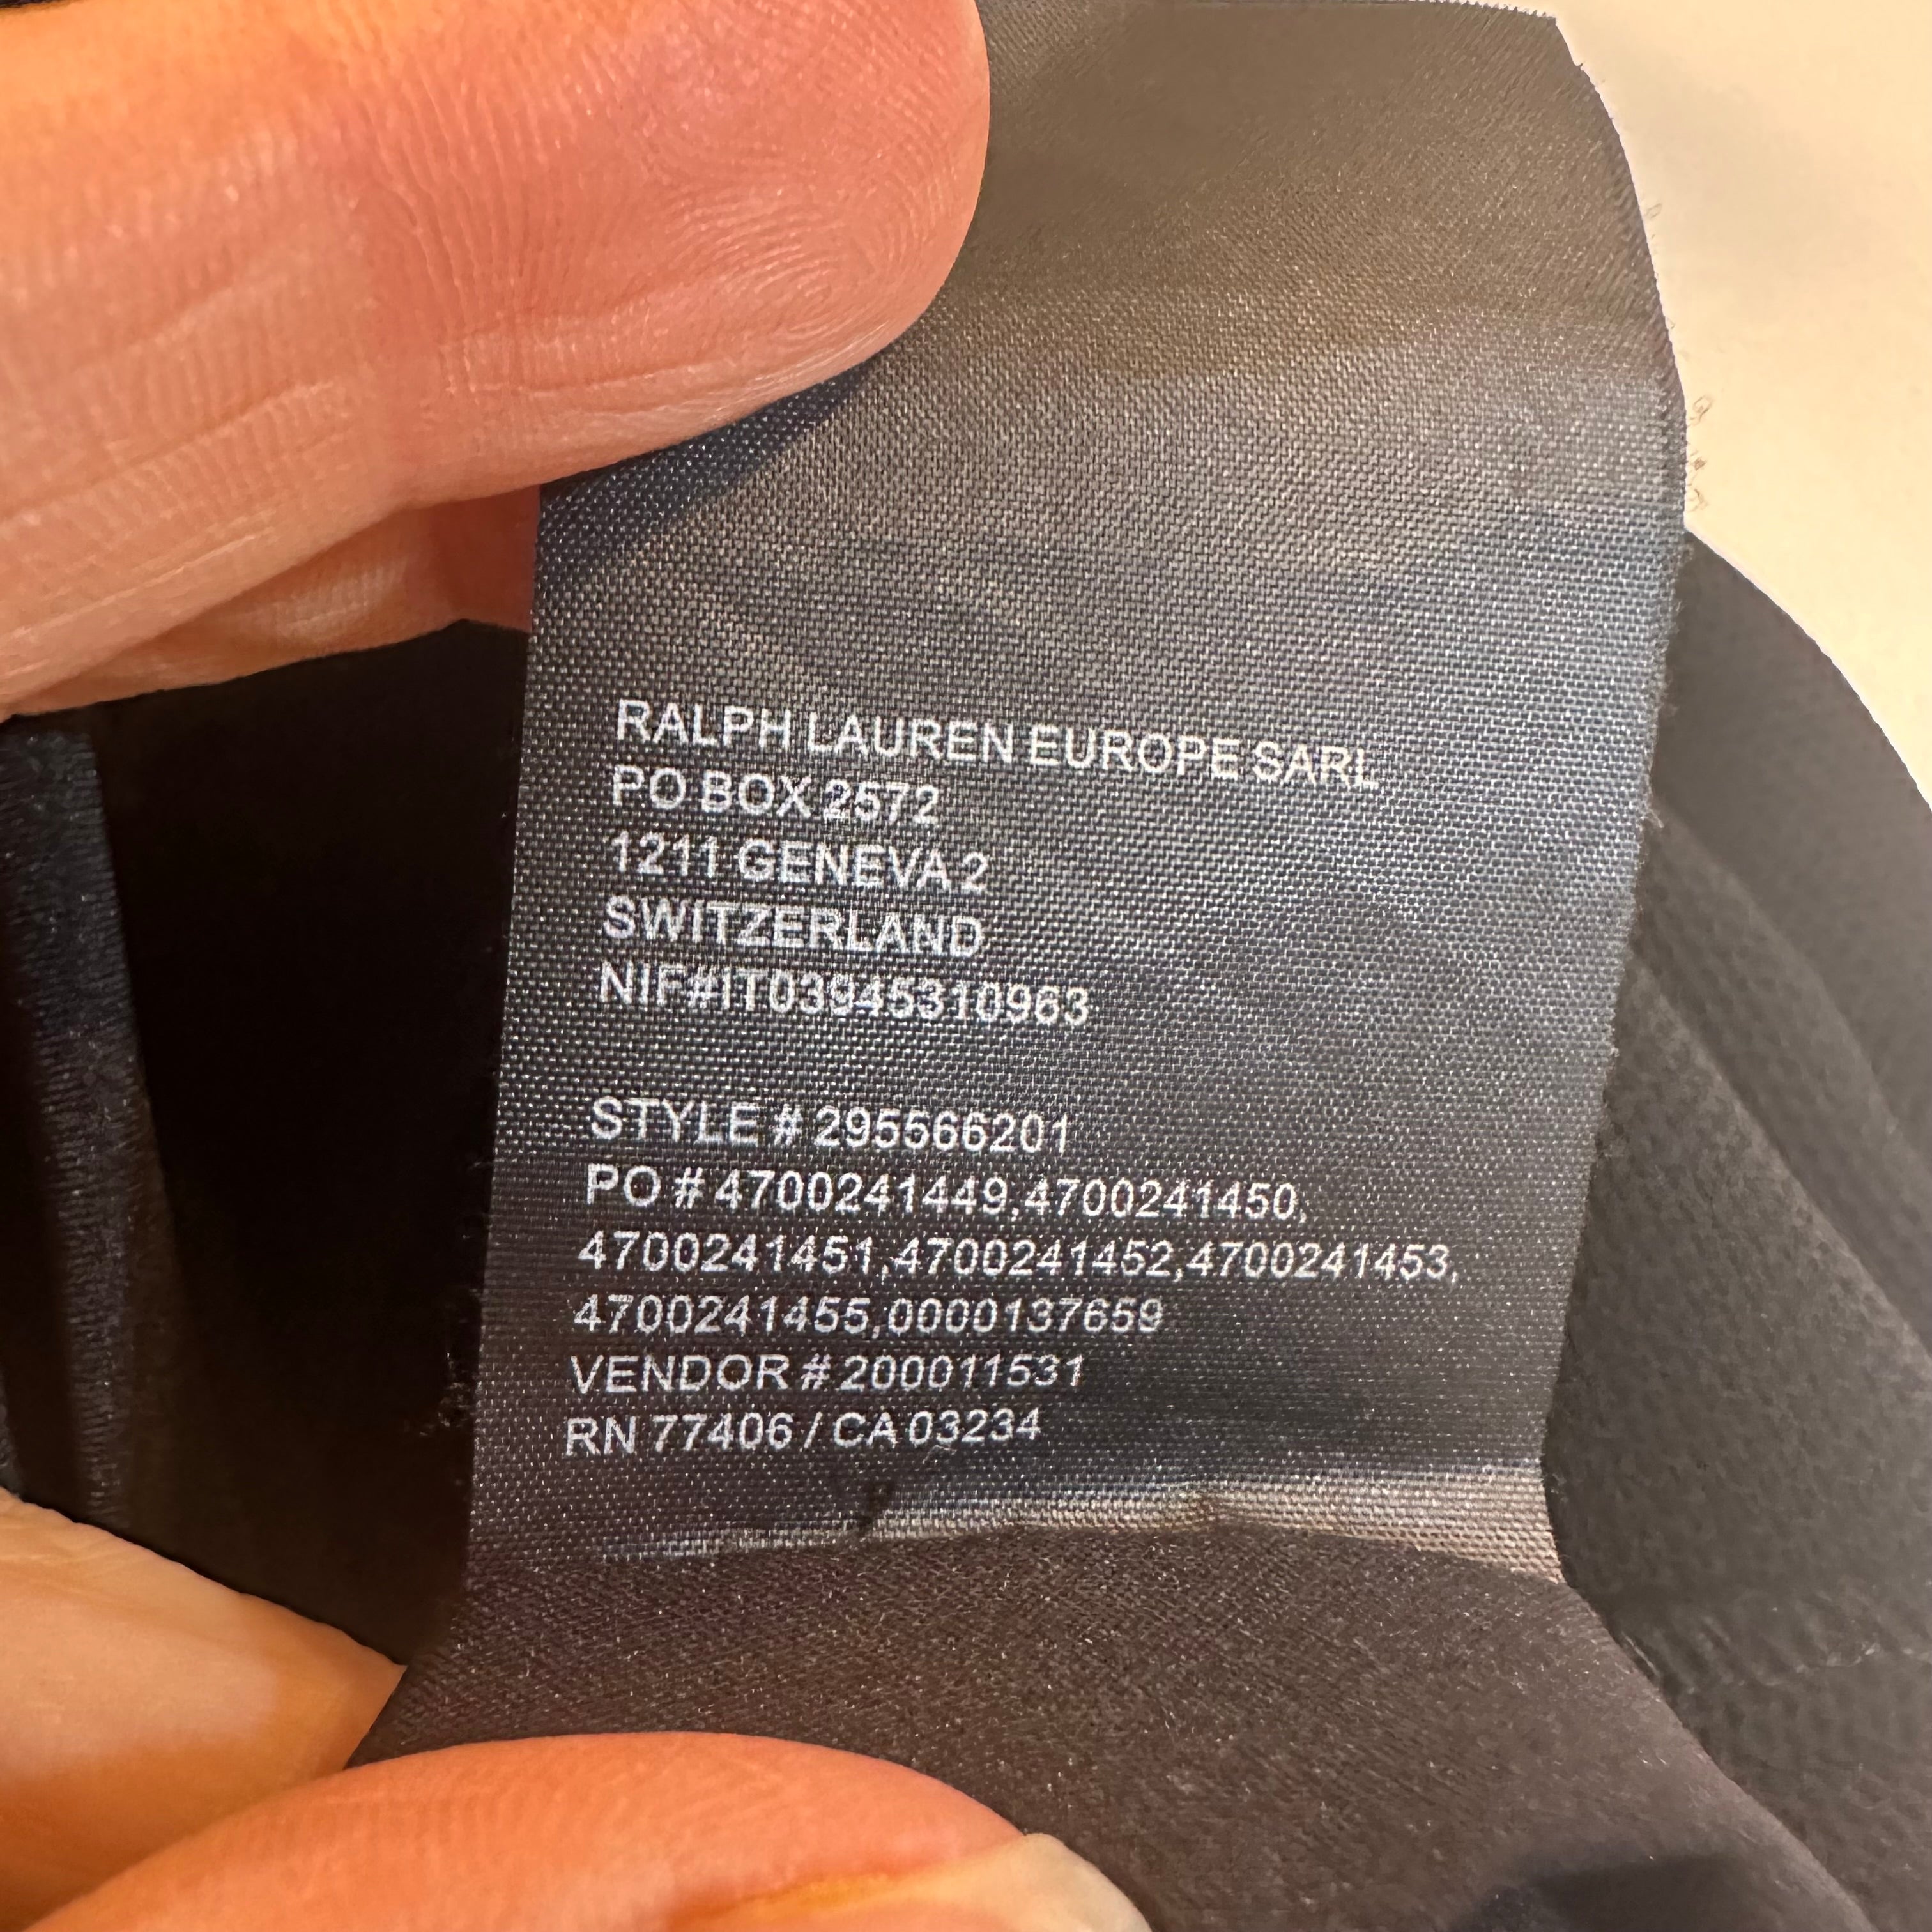 RALPH LAUREN EUROPE SARL
PO BOX 2572
1211 GENEVA 2
SWITZERLAND
NIF#IT03945310963
STYLE # 295566201
PO # 4700241449,4700241450,
4700241451,4700241452,4700241453,
4700241455,0000137659
VENDOR # 200011531
RN 77406 / CA 03234